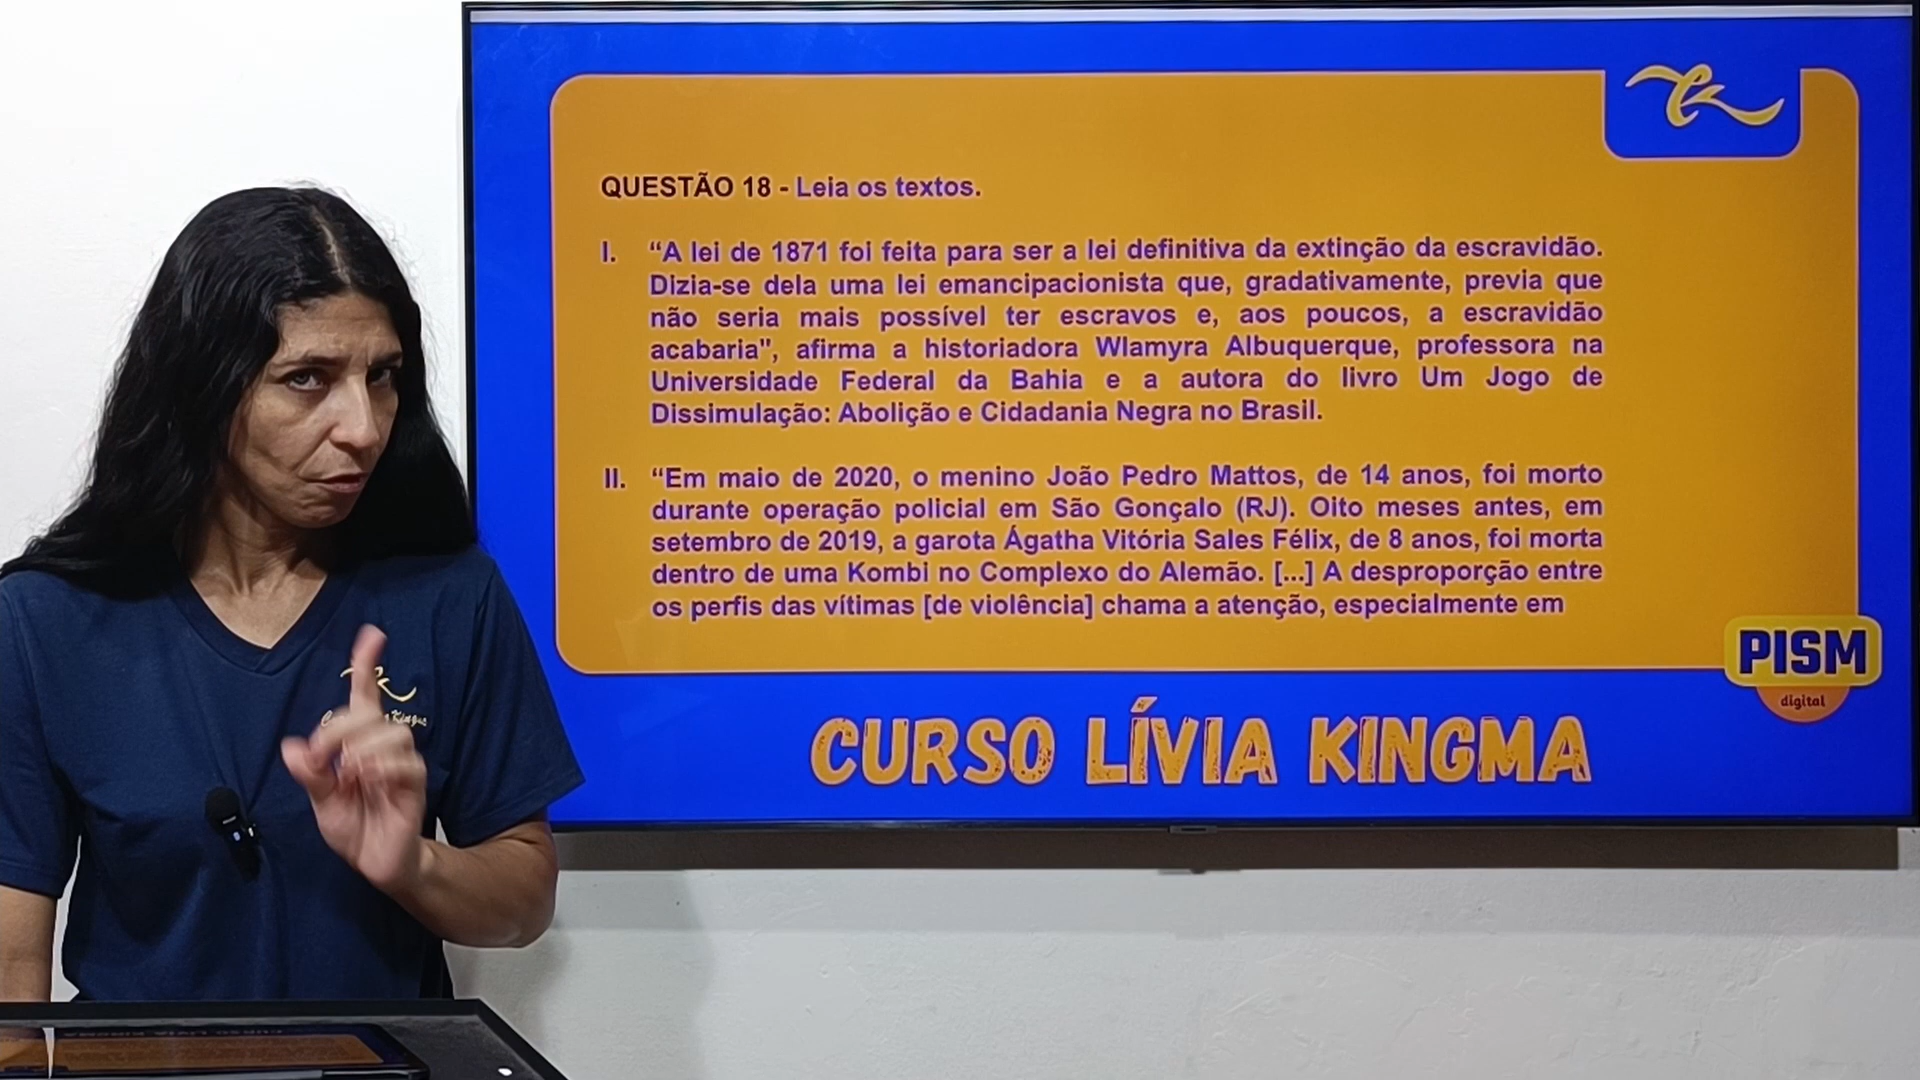 QUESTÃO 18 - Leia os textos.
I. “A lei de 1871 foi feita para ser a lei definitiva da extinção da escravidão.
Dizia-se dela uma lei emancipacionista que, gradativamente, previa que
não seria mais possível ter escravos e, aos poucos, a escravidão
acabaria", afirma a historiadora Wlamyra Albuquerque, professora na
Universidade Federal da Bahia e a autora do livro Um Jogo de
Dissimulação: Abolição e Cidadania Negra no Brasil.
II. “Em maio de 2020, o menino João Pedro Mattos, de 14 anos, foi morto
durante operação policial em São Gonçalo (RJ). Oito meses antes, em
setembro de 2019, a garota Ágatha Vitória Sales Félix, de 8 anos, foi morta
dentro de uma Kombi no Complexo do Alemão. [...] A desproporção entre
os perfis das vítimas [de violência] chama a atenção, especialmente em
PISM
digital
CURSO LÍVIA KINGMA